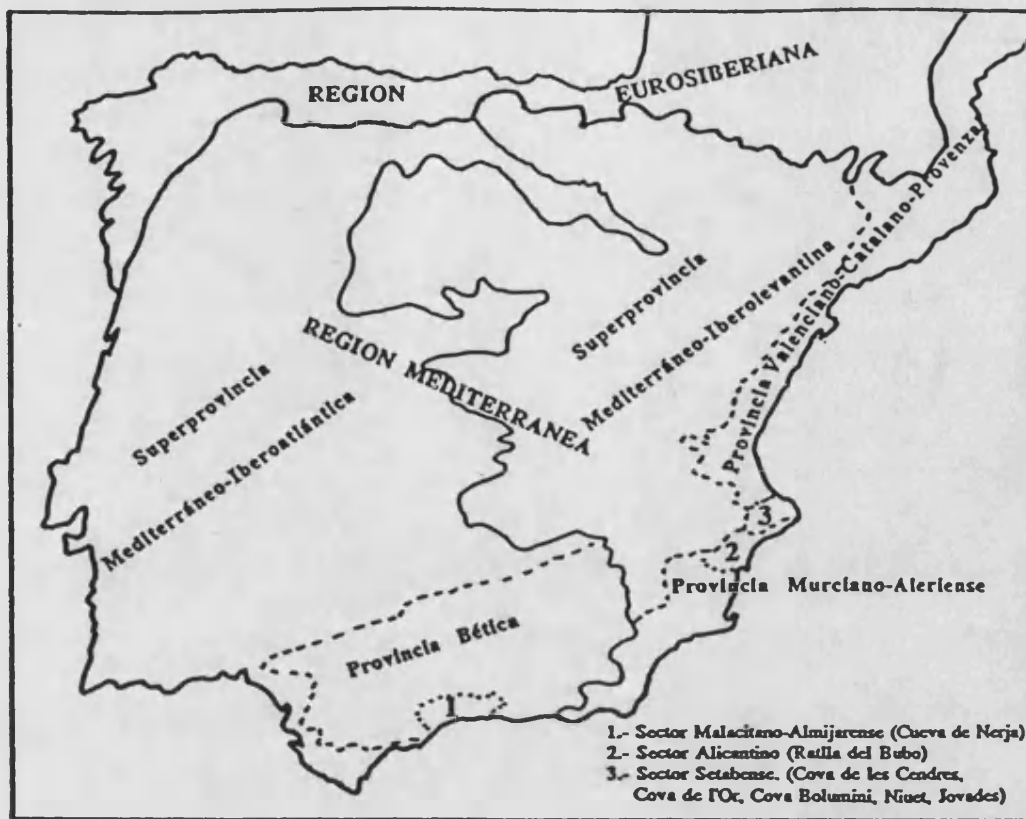 REGION
EUROSIBERIANA
Superprovincia
Mediterráneo-Iberolevantina
Provincia Valenciano-Catalano-Provenza
REGION MEDITERRANEA
Superprovincia
Mediterráneo-Iberoatlántica
3
2
Provincia Murciano-Aleriense
Provincia Bética
1
1.- Sector Malacitano-Almijarense (Cueva de Nerja)
2.- Sector Alicantino (Ratlla del Bubo)
3.- Sector Setabense. (Cova de les Cendres,
Cova de l'Or, Cova Bolumini, Niuet, Jovades)